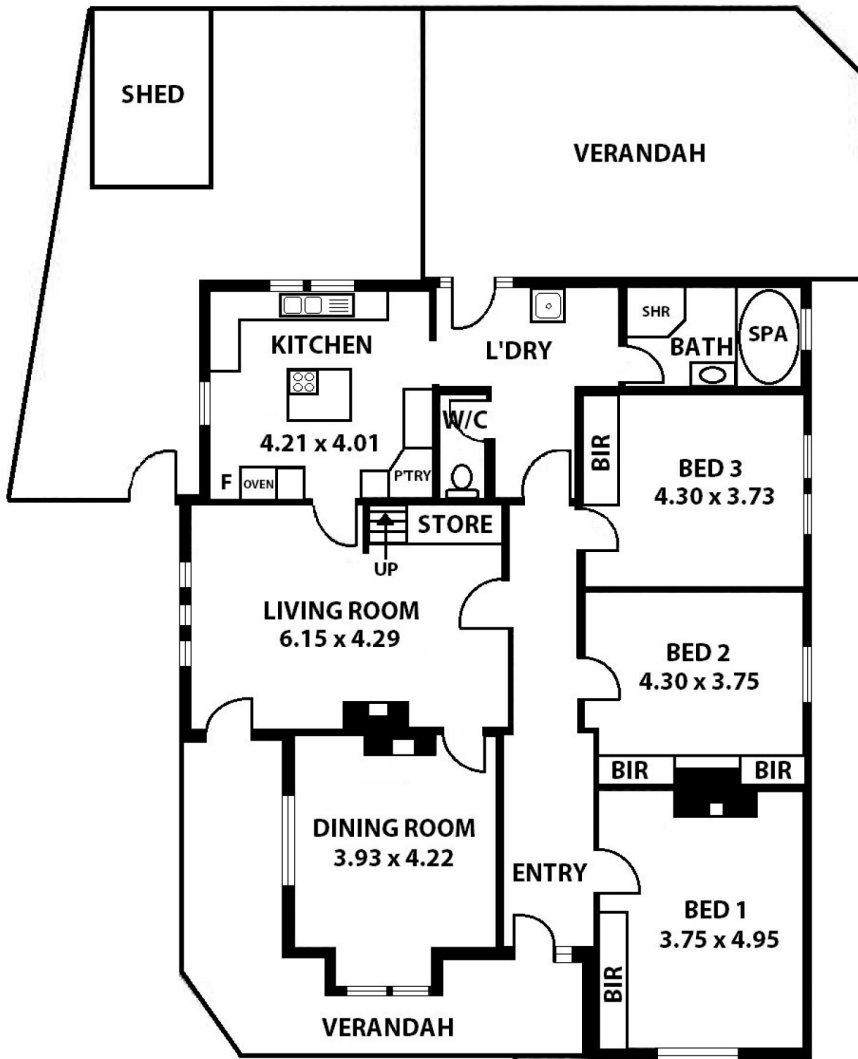 SHED
VERANDAH
SHR
SPA
KITCHEN
L'DRY
BATH
W/C
4.21 x 4.01
BIR
BED 3
4.30 x 3.73
F
OVEN
P'TRY
STORE
UP
LIVING ROOM
6.15 x 4.29
BED 2
4.30 x 3.75
BIR
BIR
DINING ROOM
3.93 x 4.22
ENTRY
BED 1
3.75 x 4.95
BIR
VERANDAH